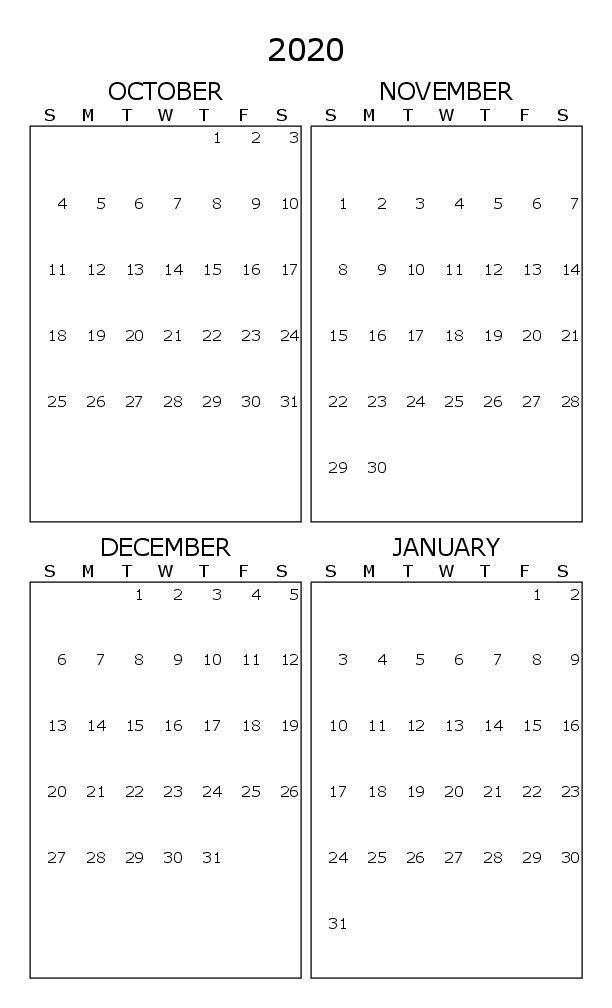 2020
OCTOBER
S M T W T F S
1 2 3
4 5 6 7 8 9 10
11 12 13 14 15 16 17
18 19 20 21 22 23 24
25 26 27 28 29 30 31
NOVEMBER
S M T W T F S
1 2 3 4 5 6 7
8 9 10 11 12 13 14
15 16 17 18 19 20 21
22 23 24 25 26 27 28
29 30
DECEMBER
S M T W T F S
1 2 3 4 5
6 7 8 9 10 11 12
13 14 15 16 17 18 19
20 21 22 23 24 25 26
27 28 29 30 31
JANUARY
S M T W T F S
1 2
3 4 5 6 7 8 9
10 11 12 13 14 15 16
17 18 19 20 21 22 23
24 25 26 27 28 29 30
31